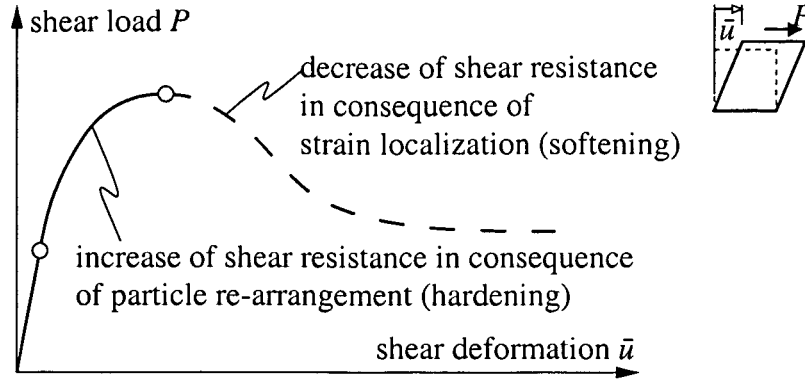 shear load P
ū
decrease of shear resistance
in consequence of
strain localization (softening)
increase of shear resistance in consequence
of particle re-arrangement (hardening)
shear deformation ū